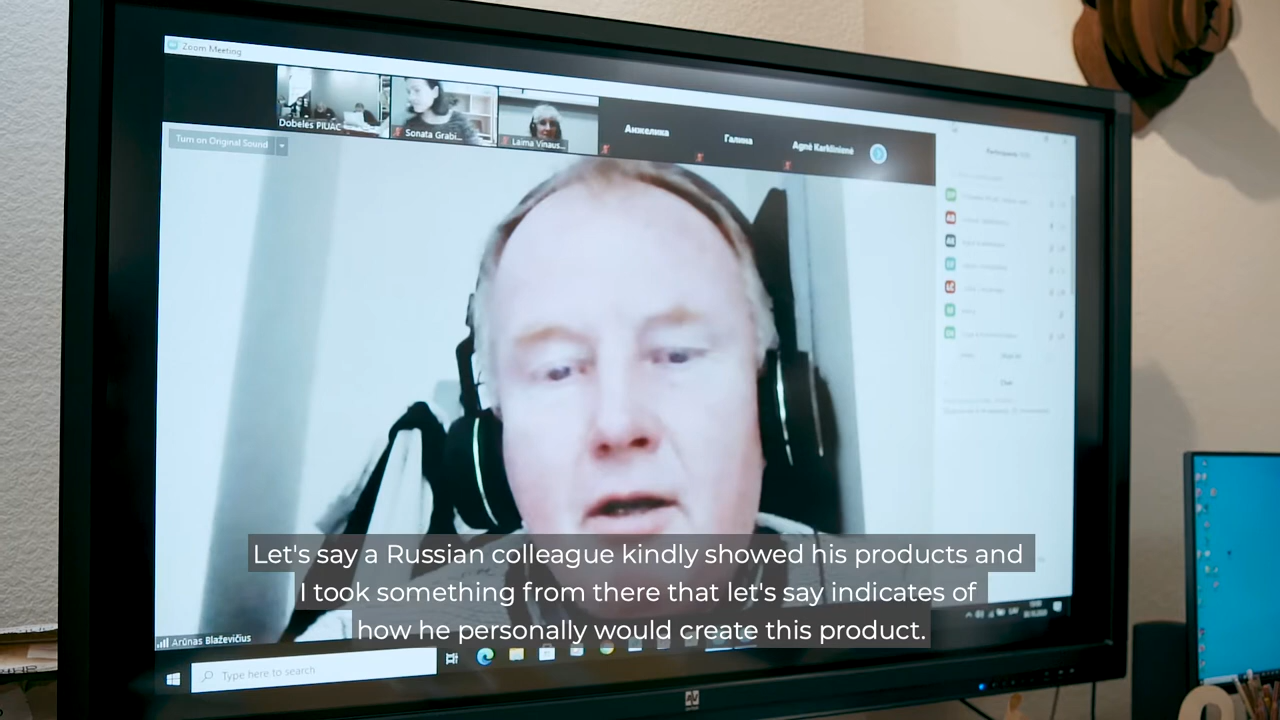 Zoom Meeting
Dobeles PIUAC
Sonata Grabi...
Laima Vinaus...
Анжелика
Галина
Agnė Karklinienė
Turn on Original Sound
Participants
Chat
Let's say a Russian colleague kindly showed his products and
I took something from there that let's say indicates of
how he personally would create this product.
Arūnas Blaževičius
Type here to search